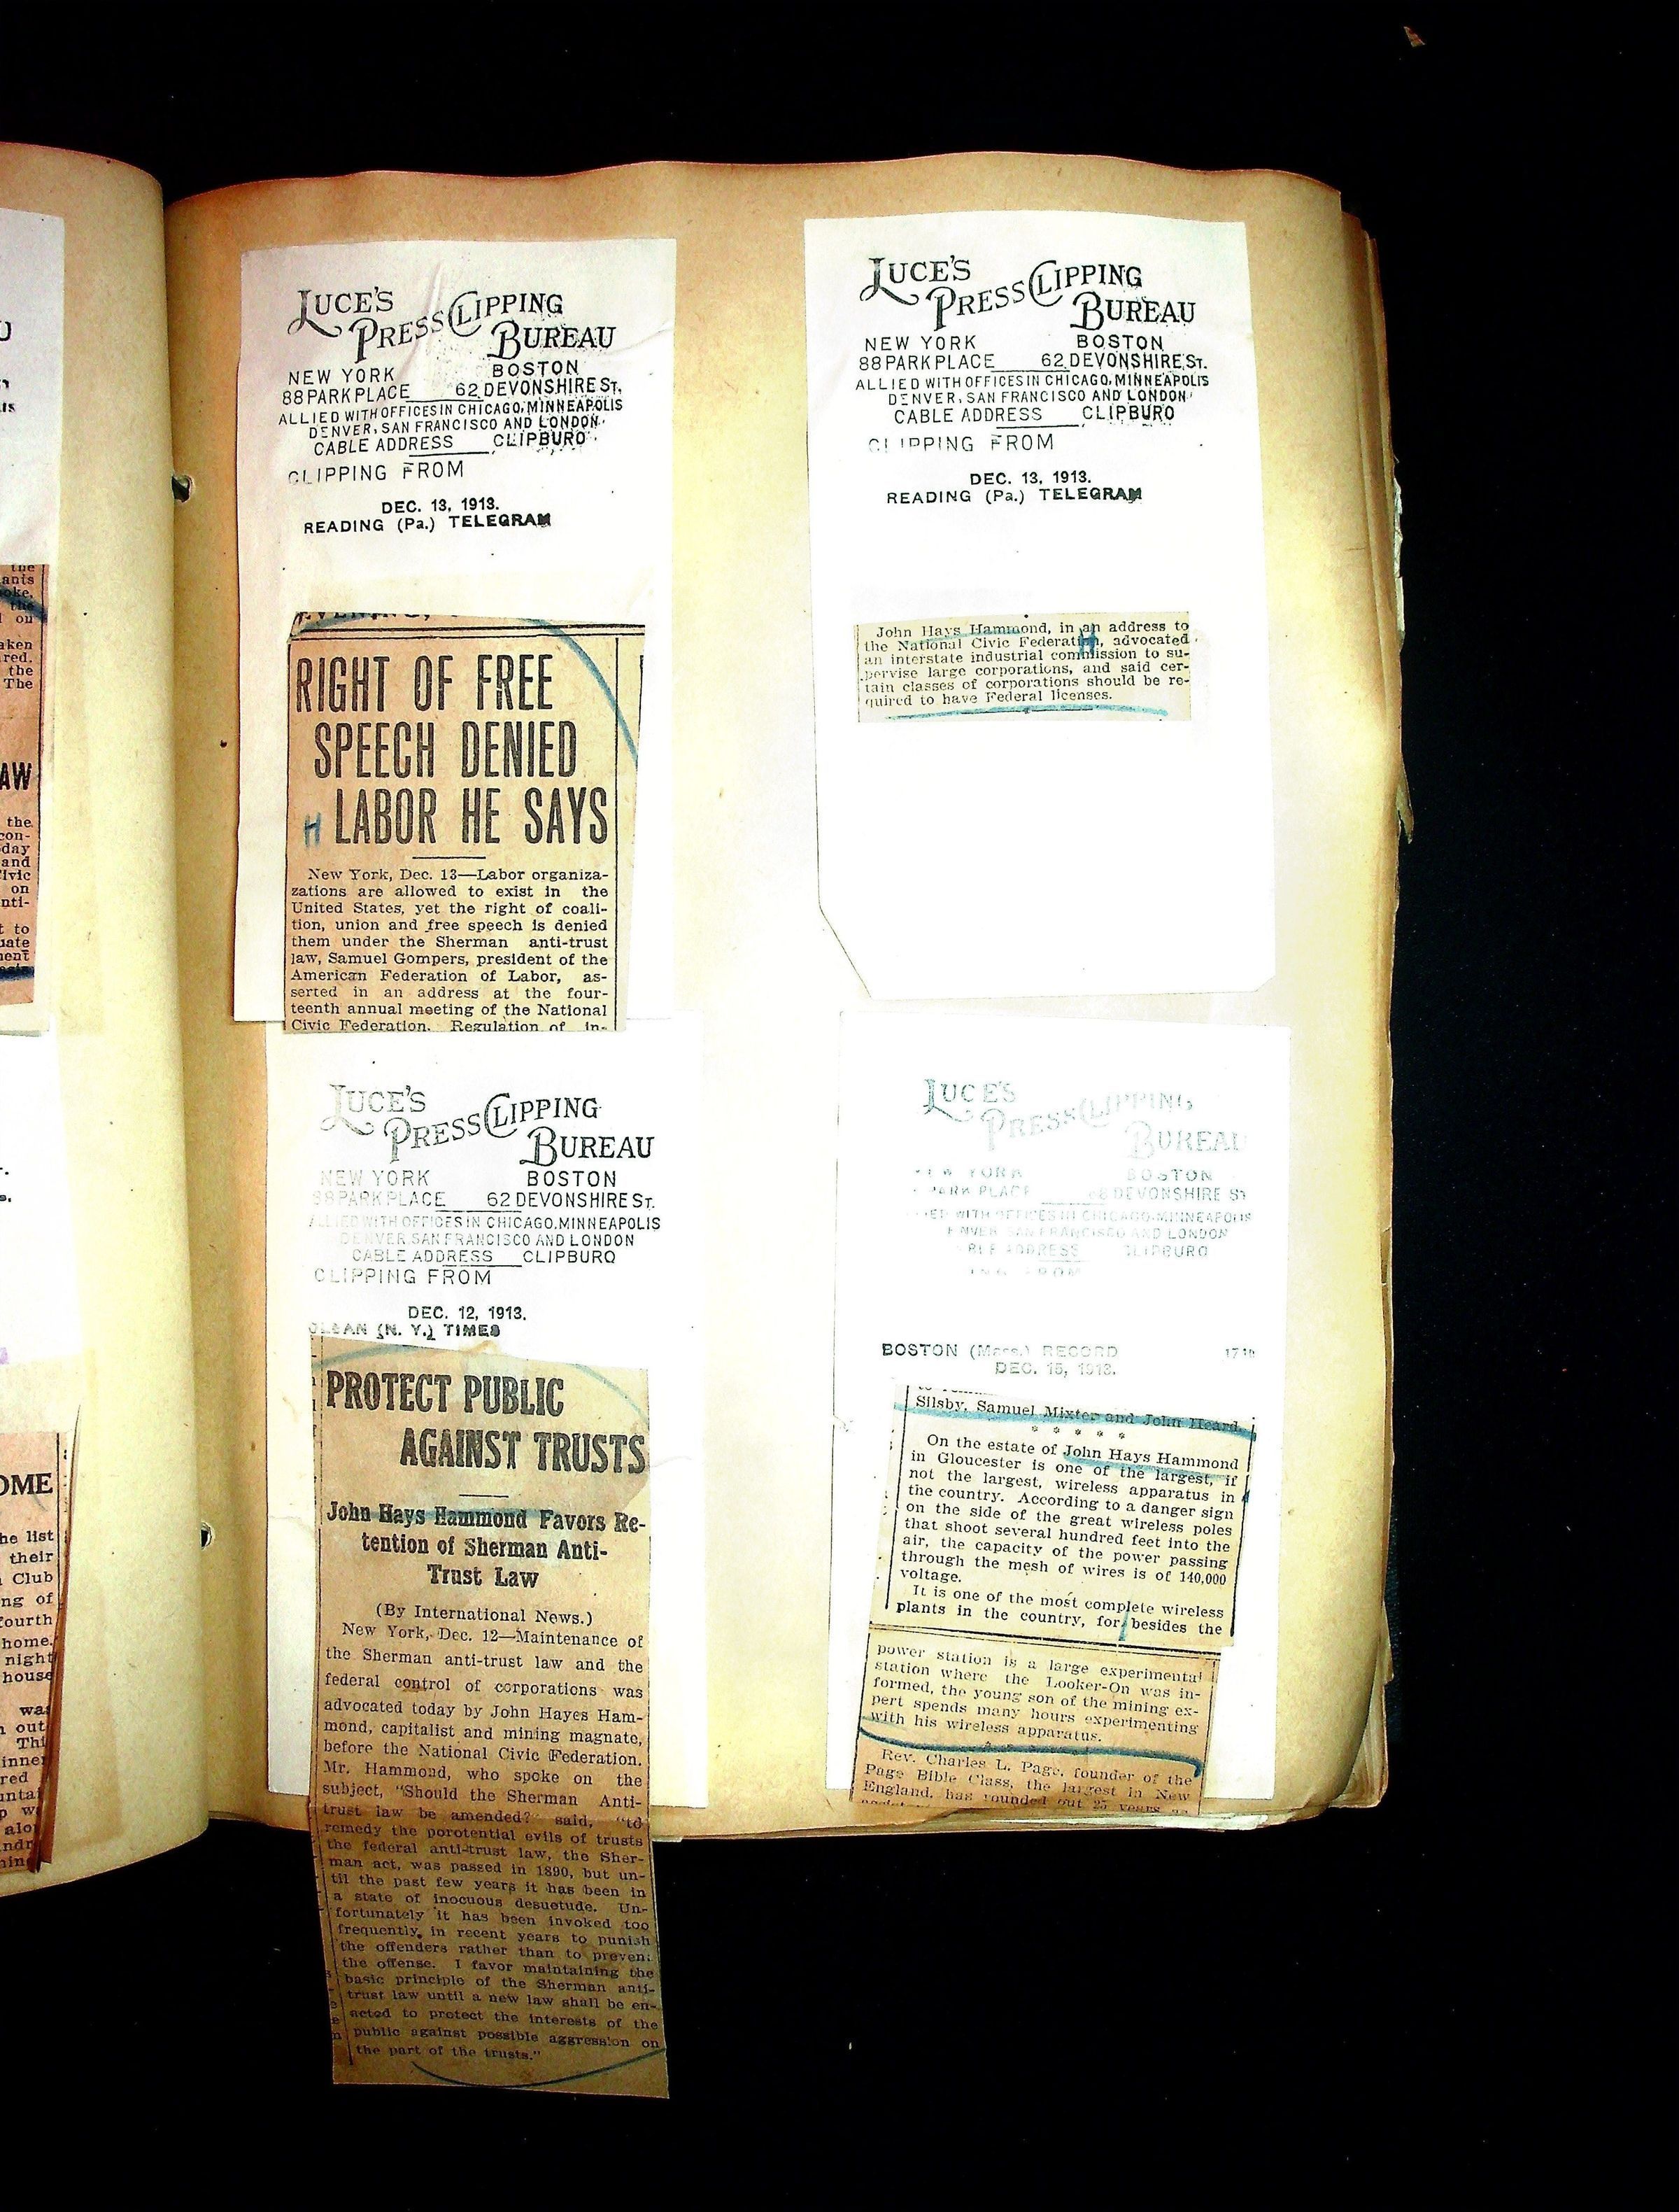 LUCE'S
PRESS CLIPPING
BUREAU
NEW YORK BOSTON
88 PARK PLACE 62 DEVONSHIRE ST.
ALLIED WITH OFFICES IN CHICAGO, MINNEAPOLIS
DENVER, SAN FRANCISCO AND LONDON.
CABLE ADDRESS CLIPBURO.
CLIPPING FROM
DEC. 13, 1913.
READING (Pa.) TELEGRAM
RIGHT OF FREE
SPEECH DENIED
H LABOR HE SAYS
New York, Dec. 13—Labor organiza-
zations are allowed to exist in the
United States, yet the right of coali-
tion, union and free speech is denied
them under the Sherman anti-trust
law, Samuel Gompers, president of the
American Federation of Labor, as-
serted in an address at the four-
teenth annual meeting of the National
Civic Federation. Regulation of in-
LUCE'S
PRESS CLIPPING
BUREAU
NEW YORK BOSTON
88 PARK PLACE 62 DEVONSHIRE ST.
ALLIED WITH OFFICES IN CHICAGO, MINNEAPOLIS
DENVER, SAN FRANCISCO AND LONDON
CABLE ADDRESS CLIPBURO
CLIPPING FROM
DEC. 13, 1913.
READING (Pa.) TELEGRAM
John Hays Hammond, in an address to
the National Civic Federation, advocated
an interstate industrial commission to su-
pervise large corporations, and said cer-
tain classes of corporations should be re-
quired to have Federal licenses.
H
LUCE'S
PRESS CLIPPING
BUREAU
NEW YORK BOSTON
88 PARK PLACE 62 DEVONSHIRE ST.
ALLIED WITH OFFICES IN CHICAGO, MINNEAPOLIS
DENVER, SAN FRANCISCO AND LONDON
CABLE ADDRESS CLIPBURO
CLIPPING FROM
DEC. 12, 1913.
OLEAN (N. Y.) TIMES
PROTECT PUBLIC
AGAINST TRUSTS
John Hays Hammond Favors Re-
tention of Sherman Anti-
Trust Law
(By International News.)
New York, Dec. 12—Maintenance of
the Sherman anti-trust law and the
federal control of corporations was
advocated today by John Hayes Ham-
mond, capitalist and mining magnate,
before the National Civic Federation.
Mr. Hammond, who spoke on the
subject, "Should the Sherman Anti-
trust law be amended?" said, "to
remedy the porotential evils of trusts
the federal anti-trust law, the Sher-
man act, was passed in 1890, but un-
til the past few years it has been in
a state of inocuous desuetude. Un-
fortunately it has been invoked too
frequently in recent years to punish
the offenders rather than to prevent
the offense. I favor maintaining the
basic principle of the Sherman anti-
trust law until a new law shall be en-
acted to protect the interests of the
public against possible aggression on
the part of the trusts."
LUCE'S
PRESS CLIPPING
BUREAU
NEW YORK BOSTON
PARK PLACE 68 DEVONSHIRE ST
WITH OFFICES IN CHICAGO, MINNEAPOLIS
SAN FRANCISCO AND LONDON
ADDRESS CLIPBURO
FROM
BOSTON (Mass.) RECORD
DEC. 15, 1913.
Silsby, Samuel Mixter and John Heard.
* * * * *
On the estate of John Hays Hammond
in Gloucester is one of the largest, if
not the largest, wireless apparatus in
the country. According to a danger sign
on the side of the great wireless poles
that shoot several hundred feet into the
air, the capacity of the power passing
through the mesh of wires is of 140,000
voltage.
It is one of the most complete wireless
plants in the country, for besides the
power station is a large experimental
station where the Looker-On was in-
formed, the young son of the mining ex-
pert spends many hours experimenting
with his wireless apparatus.
Rev. Charles L. Page, founder of the
Page Bible Class, the largest in New
England, has rounded out 25 years